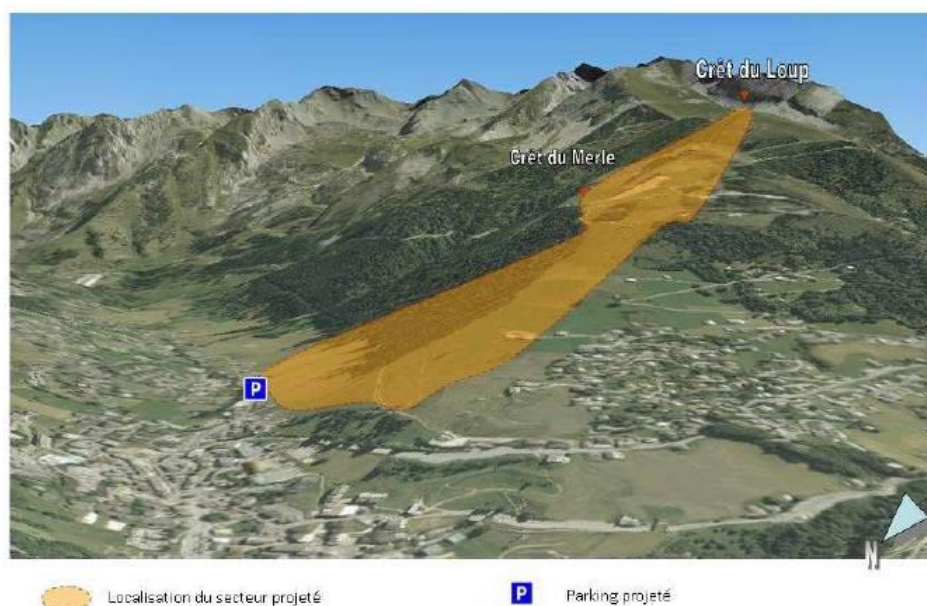 Crêt du Loup
Crêt du Merle
P
N
Localisation du secteur projeté
P Parking projeté